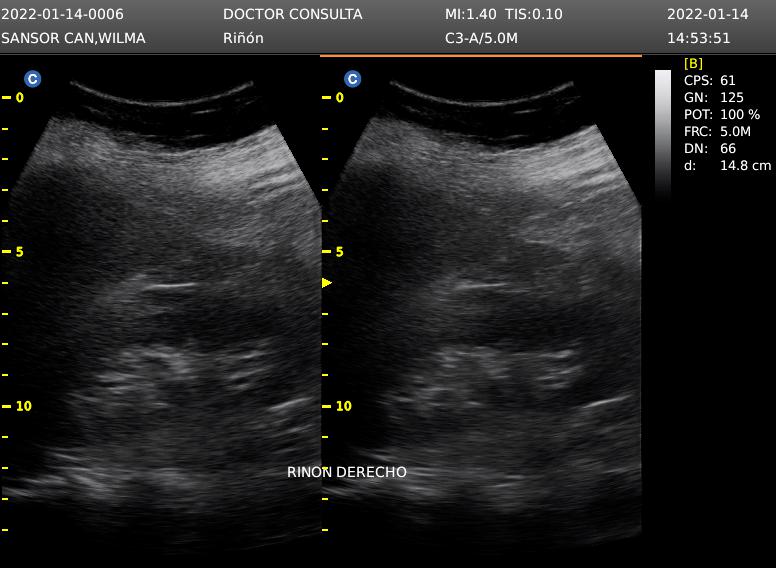 2022-01-14-0006 DOCTOR CONSULTA MI:1.40 TIS:0.10 2022-01-14
SANSOR CAN,WILMA Riñón C3-A/5.0M 14:53:51
C C [B]
0 0 CPS: 61
GN: 125
POT: 100 %
FRC: 5.0M
DN: 66
d: 14.8 cm
5 5
10 10
RINON DERECHO